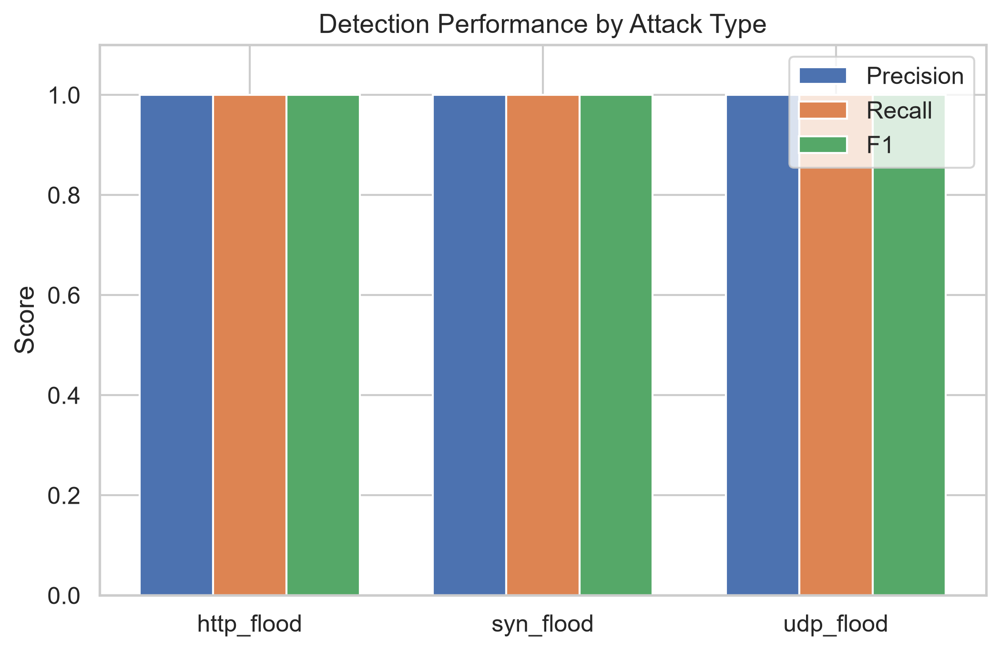 Detection Performance by Attack Type
Precision
Recall
F1
Score
1.0
0.8
0.6
0.4
0.2
0.0
http_flood
syn_flood
udp_flood